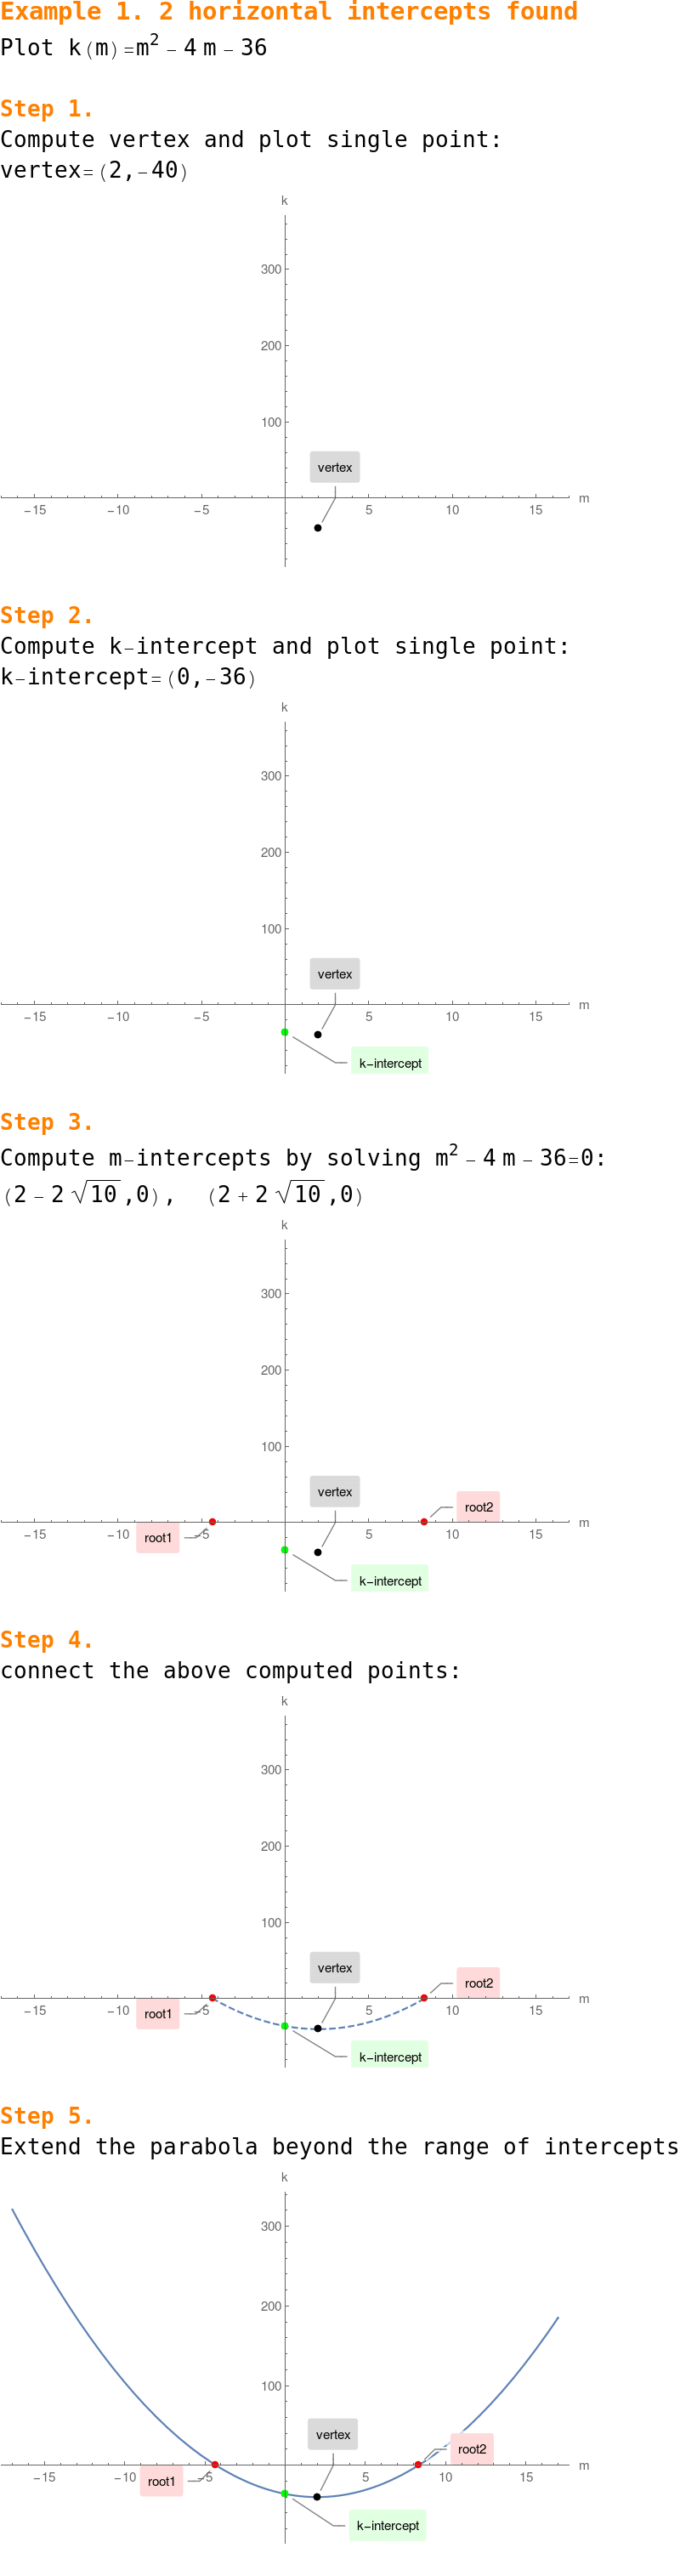 Example 1. 2 horizontal intercepts found
Plot k(m)=m² − 4 m − 36
Step 1.
Compute vertex and plot single point:
vertex=(2,−40)
k
300
200
100
vertex
−15 −10 −5 5 10 15 m
Step 2.
Compute k−intercept and plot single point:
k−intercept=(0,−36)
k
300
200
100
vertex
−15 −10 −5 5 10 15 m
k−intercept
Step 3.
Compute m−intercepts by solving m² − 4 m − 36=0:
(2 − 2 √10 ,0), (2 + 2 √10 ,0)
k
300
200
100
vertex
root2
−15 −10 −5 5 10 15 m
root1
k−intercept
Step 4.
connect the above computed points:
k
300
200
100
vertex
root2
−15 −10 −5 5 10 15 m
root1
k−intercept
Step 5.
Extend the parabola beyond the range of intercepts
k
300
200
100
vertex
root2
−15 −10 −5 5 10 15 m
root1
k−intercept